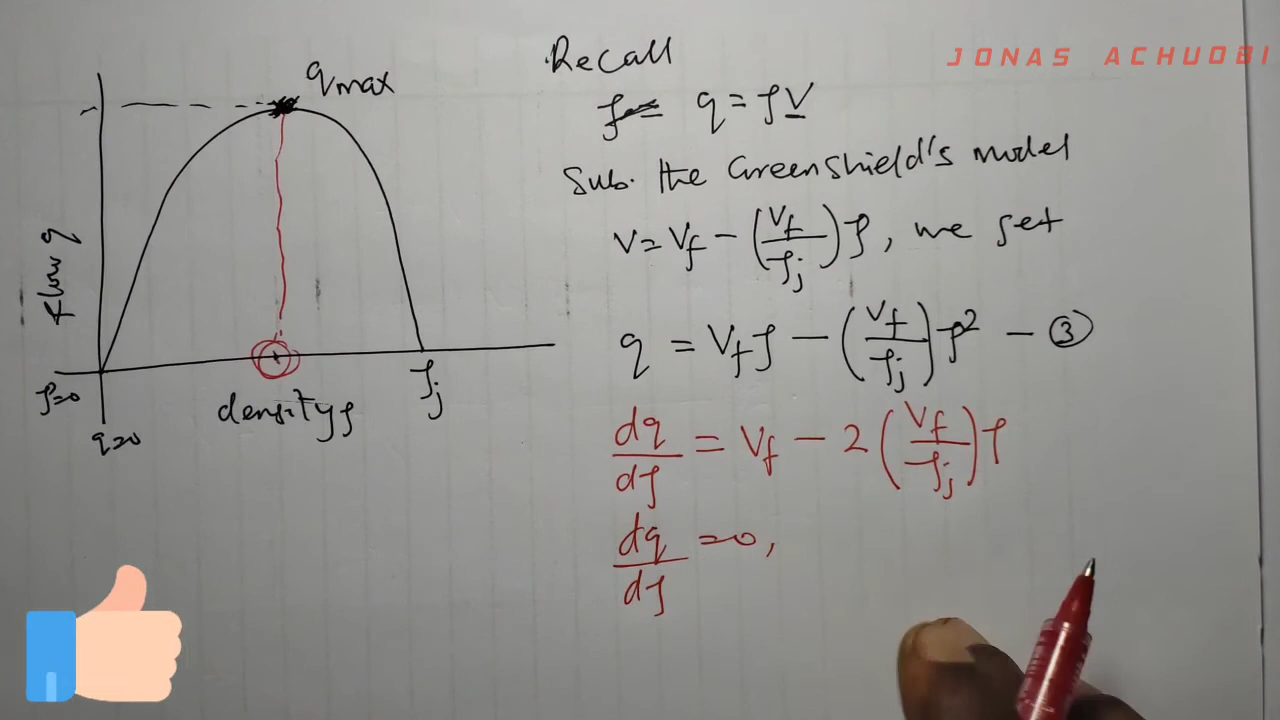 JONAS ACHUOBI
qmax
Flow q
ρ=0
q=0
density ρ
ρj
Recall
ρ= q = ρV
Sub. the Greenshield's model
V = Vf - (Vf/ρj)ρ, we get
q = Vfρ - (Vf/ρj)ρ² - ③
dq/dρ = Vf - 2(Vf/ρj)ρ
dq/dρ =0,